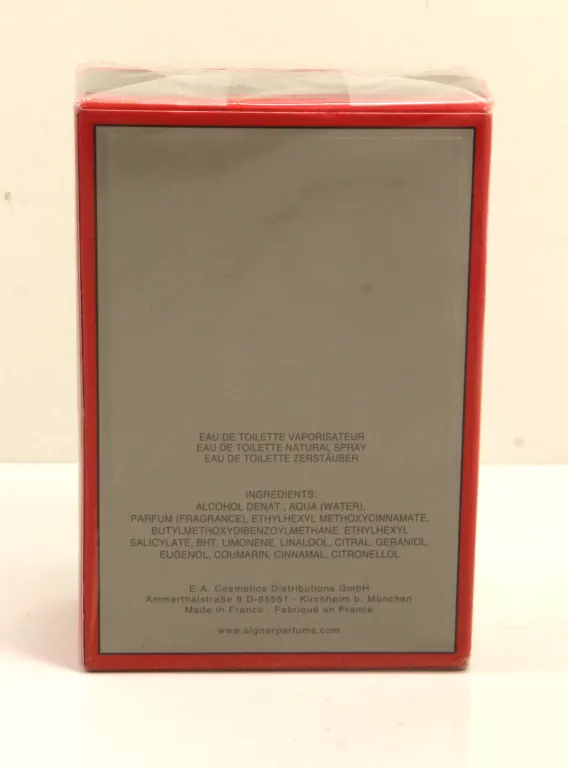 EAU DE TOILETTE VAPORISATEUR
EAU DE TOILETTE NATURAL SPRAY
EAU DE TOILETTE ZERSTÄUBER
INGREDIENTS:
ALCOHOL DENAT., AQUA (WATER),
PARFUM (FRAGRANCE), ETHYLHEXYL METHOXYCINNAMATE,
BUTYLMETHOXYDIBENZOYLMETHANE, ETHYLHEXYL
SALICYLATE, BHT, LIMONENE, LINALOOL, CITRAL, GERANIOL,
EUGENOL, COUMARIN, CINNAMAL, CITRONELLOL
E.A. Cosmetics Distributions GmbH
Ammerthalstraße 9 D-85551 · Kirchheim b. München
Made in France · Fabriqué en France
www.aignerparfums.com